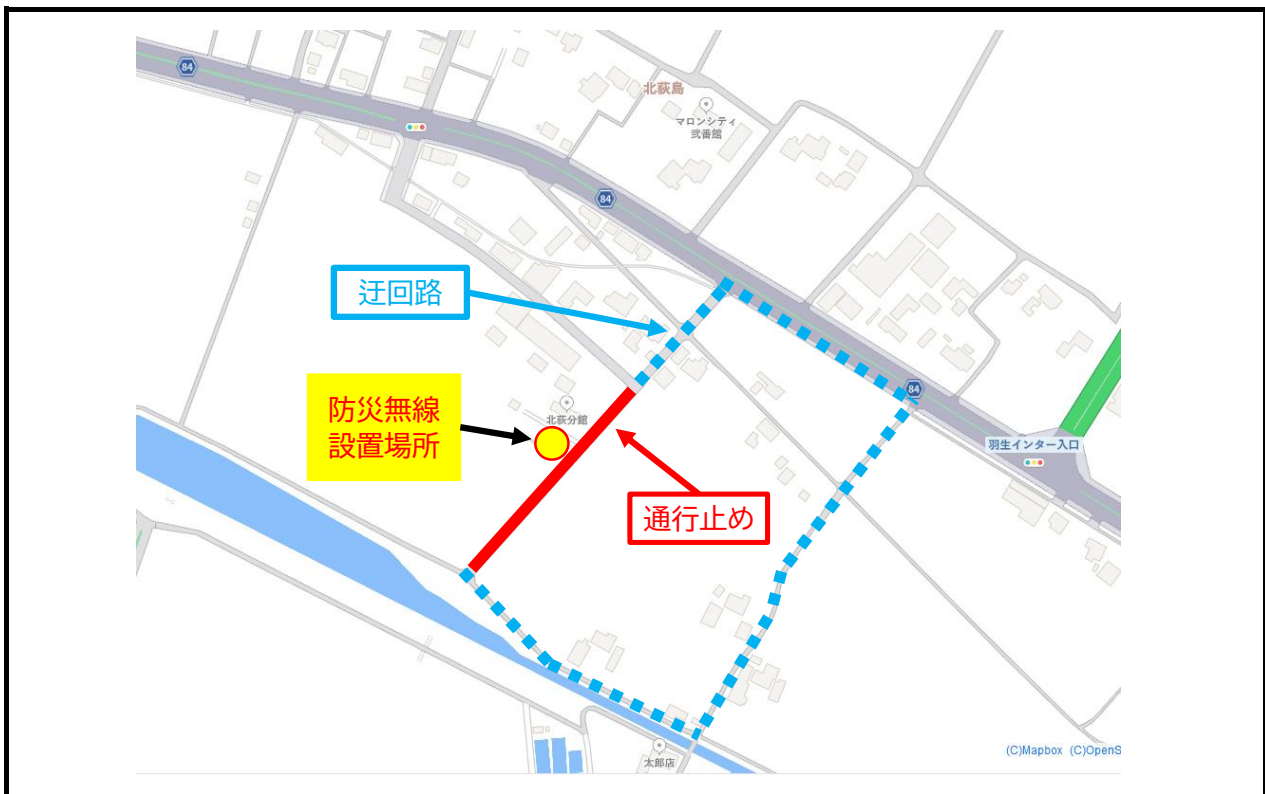 84
北荻島
マロンシティ
弐番館
84
迂回路
防災無線
設置場所
北荻分館
84
羽生インター入口
通行止め
太郎店
(C)Mapbox (C)OpenS